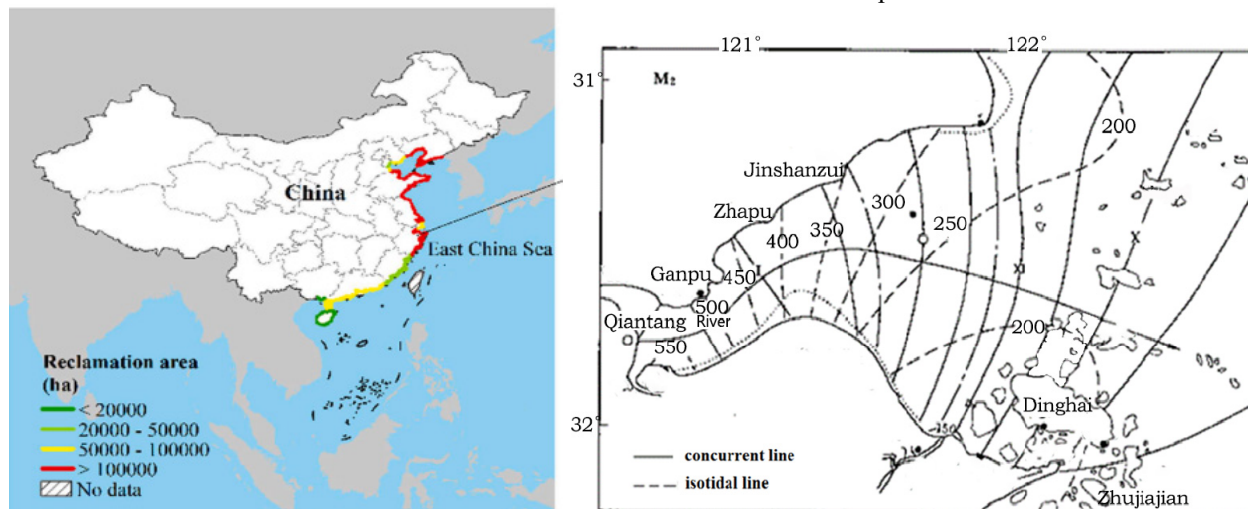 China
East China Sea
Reclamation area
(ha)
< 20000
20000 - 50000
50000 - 100000
> 100000
No data
121°
122°
31°
M₂
200
Jinshanzui
300
Zhapu
350
250
400
X
Ganpu
450
XI
500
Qiantang River
200
550
Dinghai
32°
150
concurrent line
isotidal line
Zhujiajian